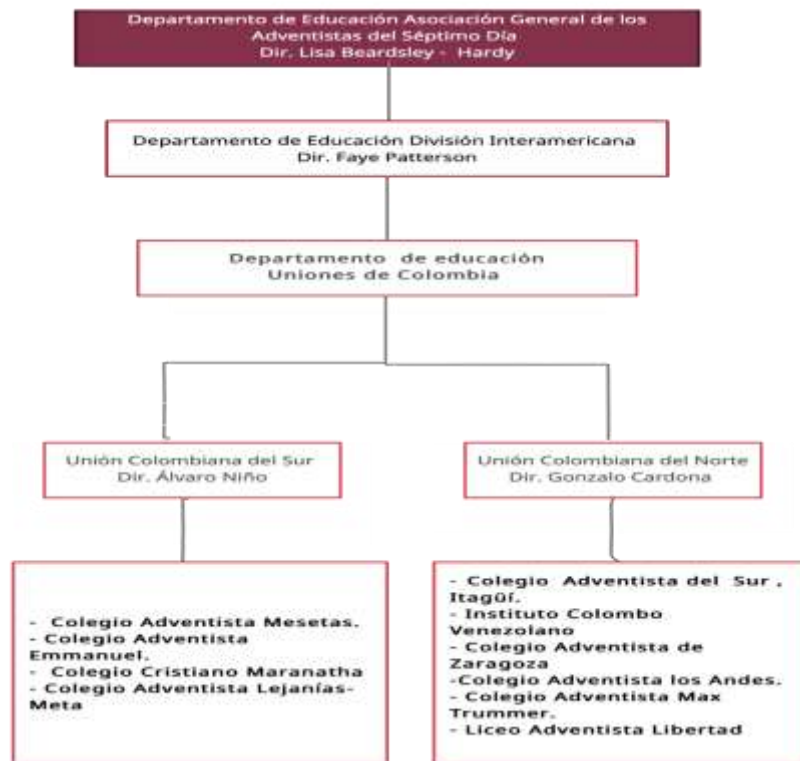 Departamento de Educación Asociación General de los
Adventistas del Séptimo Día
Dir. Lisa Beardsley - Hardy
Departamento de Educación División Interamericana
Dir. Faye Patterson
Departamento de educación
Uniones de Colombia
Unión Colombiana del Sur
Dir. Álvaro Niño
Unión Colombiana del Norte
Dir. Gonzalo Cardona
- Colegio Adventista Mesetas.
- Colegio Adventista
Emmanuel.
- Colegio Cristiano Maranatha
- Colegio Adventista Lejanías-
Meta
- Colegio Adventista del Sur ,
Itagüí.
- Instituto Colombo
Venezolano
- Colegio Adventista de
Zaragoza
-Colegio Adventista los Andes.
- Colegio Adventista Max
Trummer.
- Liceo Adventista Libertad